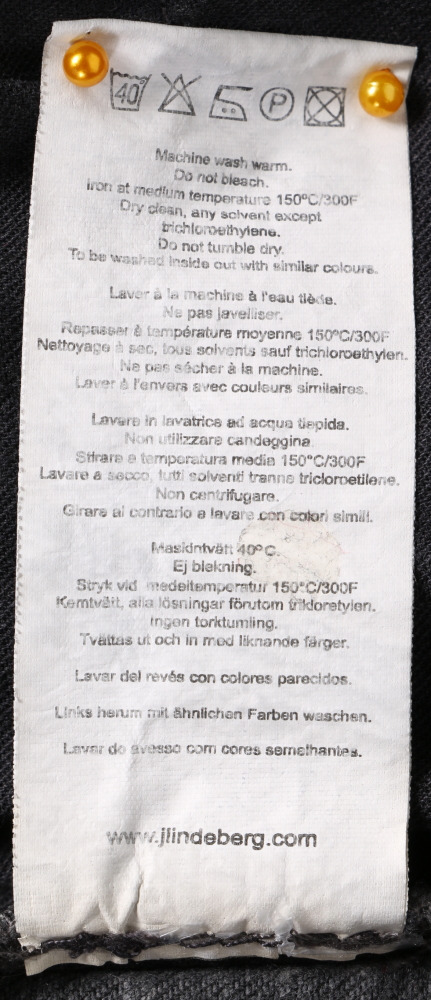 40
P
Machine wash warm.
Do not bleach.
Iron at medium temperature 150°C/300F
Dry clean, any solvent except
trichloroethylene.
Do not tumble dry.
To be washed inside out with similar colours.
Laver à la machine à l'eau tiède.
Ne pas javelliser.
Repasser à température moyenne 150°C/300F
Nettoyage à sec, tous solvents sauf trichloroethylen.
Ne pas sécher à la machine.
Laver à l'envers avec couleurs similaires.
Lavare in lavatrice ad acqua tiepida.
Non utilizzare candeggina
Stirare a temperatura media 150°C/300F
Lavare a secco, tutti solventi tranne tricloroetilene.
Non centrifugare.
Girare al contrario e lavare con colori simili.
Maskintvätt 40°C.
Ej blekning.
Stryk vid medeltemperatur 150°C/300F
Kemtvätt, alla lösningar förutom trikloretylen.
Ingen torktumling.
Tvättas ut och in med liknande färger.
Lavar del revés con colores parecidos.
Links herum mit ähnlichen Farben waschen.
Lavar do avesso com cores semelhantes.
www.jlindeberg.com